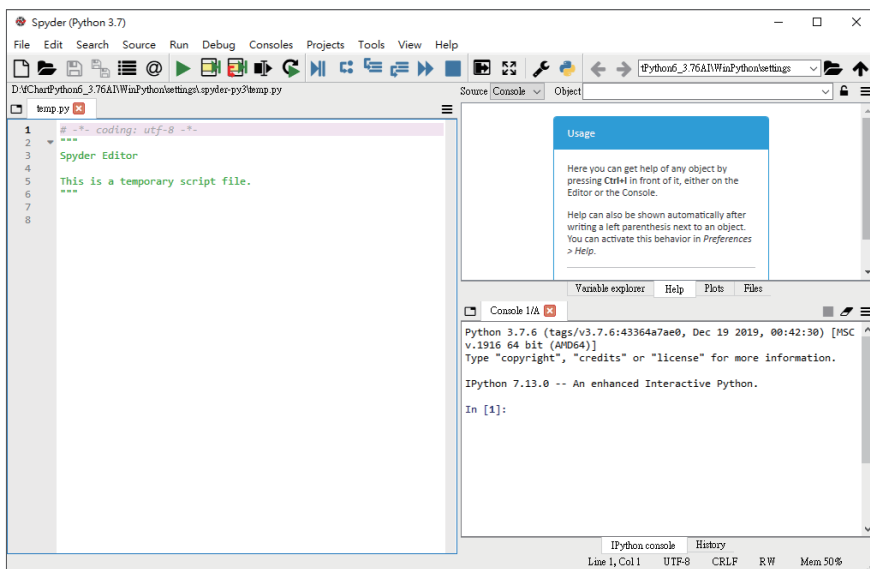 Spyder (Python 3.7)
File Edit Search Source Run Debug Consoles Projects Tools View Help
tPython6_3.76AI\WinPython\settings
D:\fChartPython6_3.76AI\WinPython\settings\.spyder-py3\temp.py
temp.py
1 # -*- coding: utf-8 -*-
2 """
3 Spyder Editor
4
5 This is a temporary script file.
6 """
7
8
Source Console Object
Usage
Here you can get help of any object by
pressing Ctrl+I in front of it, either on the
Editor or the Console.
Help can also be shown automatically after
writing a left parenthesis next to an object.
You can activate this behavior in Preferences
> Help.
Variable explorer Help Plots Files
Console 1/A
Python 3.7.6 (tags/v3.7.6:43364a7ae0, Dec 19 2019, 00:42:30) [MSC
v.1916 64 bit (AMD64)]
Type "copyright", "credits" or "license" for more information.
IPython 7.13.0 -- An enhanced Interactive Python.
In [1]:
IPython console History
Line 1, Col 1 UTF-8 CRLF RW Mem 50%